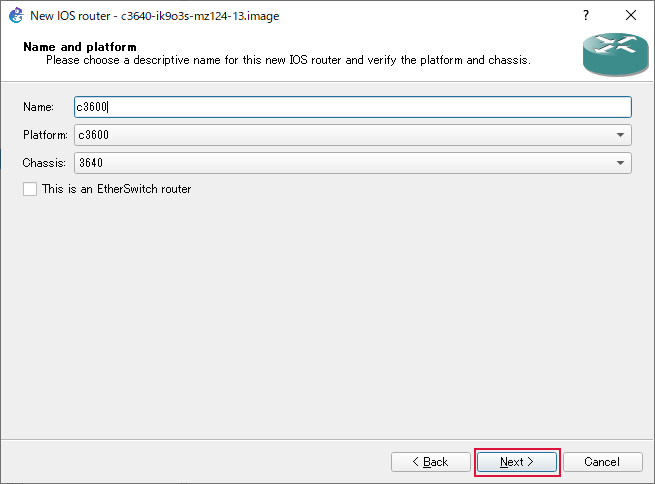 New IOS router - c3640-ik9o3s-mz124-13.image
Name and platform
Please choose a descriptive name for this new IOS router and verify the platform and chassis.
Name: c3600
Platform: c3600
Chassis: 3640
This is an EtherSwitch router
< Back Next > Cancel